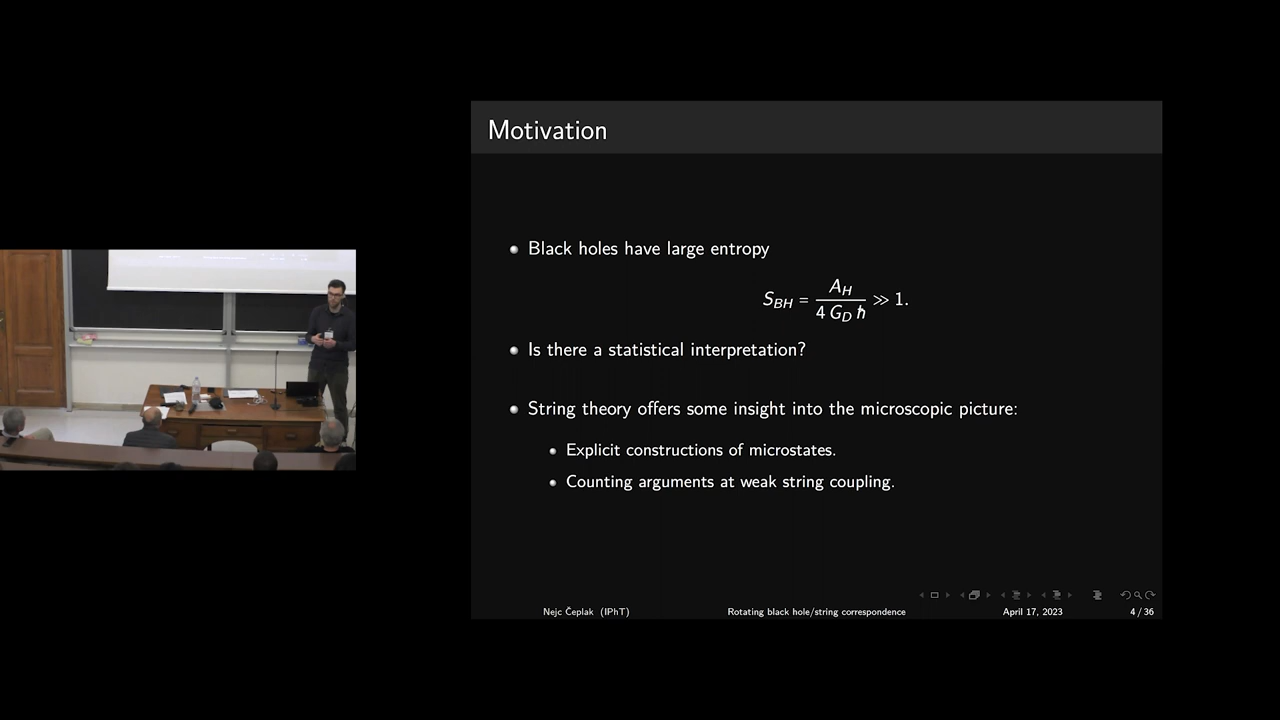 Motivation
Black holes have large entropy
S_BH = A_H / 4 G_D ℏ ≫ 1.
Is there a statistical interpretation?
String theory offers some insight into the microscopic picture:
Explicit constructions of microstates.
Counting arguments at weak string coupling.
Nejc Čeplak (IPhT) Rotating black hole/string correspondence April 17, 2023 4 / 36